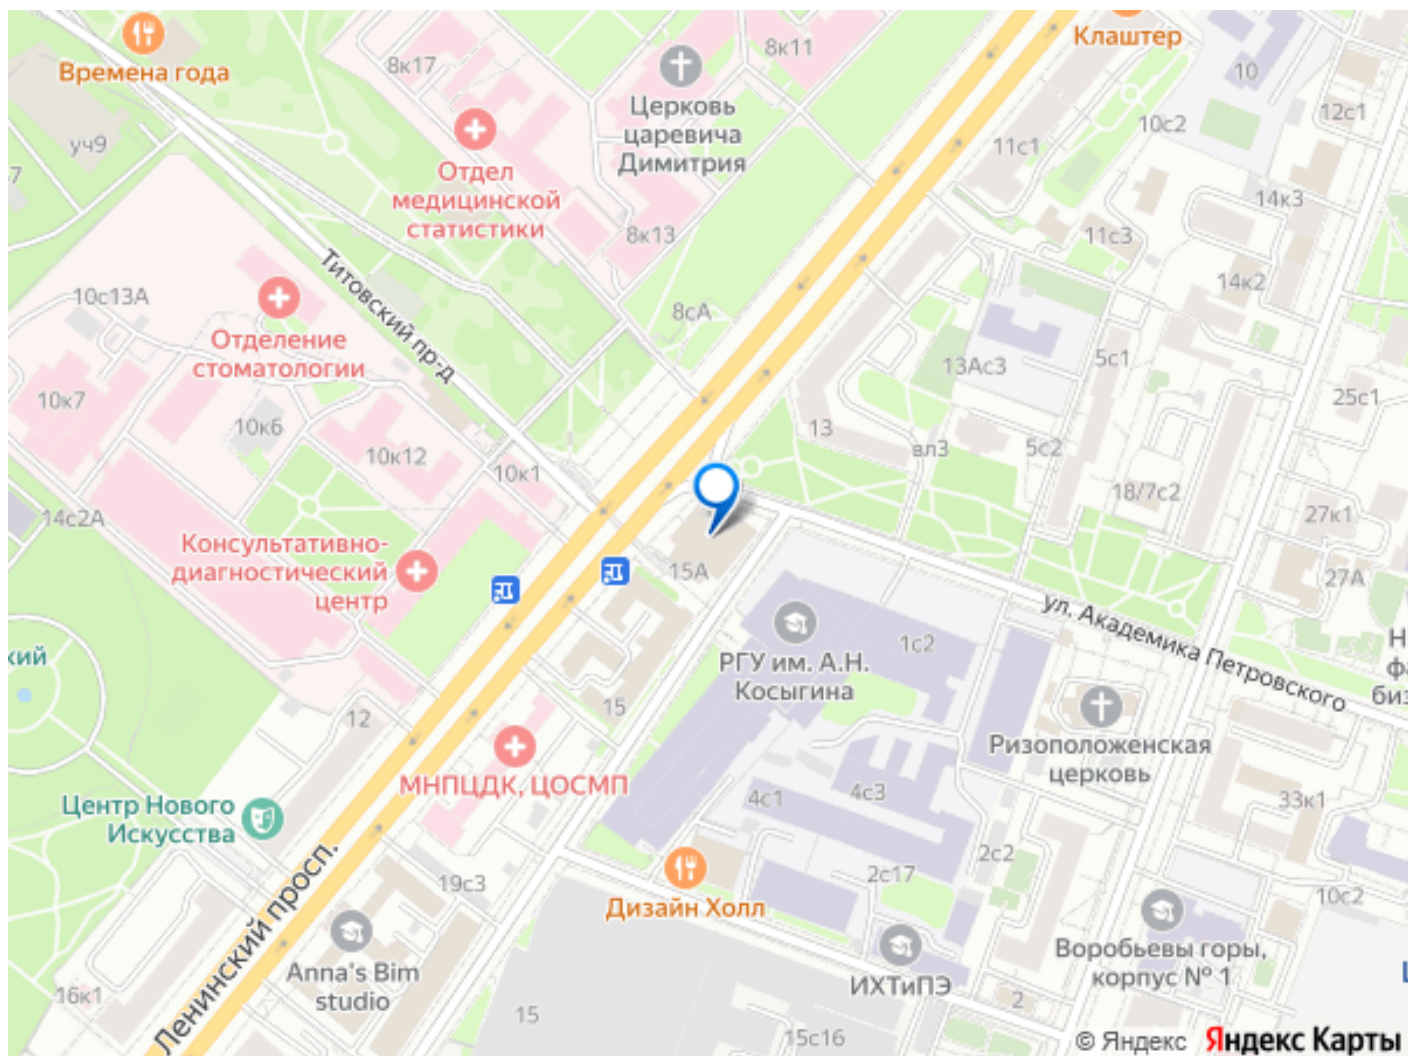 Времена года
8к17
Церковь
царевича
Димитрия
8к11
Клаштер
10
10с2
12с1
уч9
Отдел
медицинской
статистики
8к13
11с1
14к3
11с3
Титовский пр-д
10с13А
8сА
14к2
Отделение
стоматологии
13Ас3
5с1
10к7
25с1
10к6
13
вл3
5с2
10к12
10к1
18/7с2
14с2А
27к1
Консультативно-
диагностический
центр
15А
27А
ул. Академика Петровского
1с2
РГУ им. А.Н.
Косыгина
кий
12
15
Ризоположенская
церковь
МНПЦДК, ЦОСМП
4с1
4с3
33к1
Центр Нового
Искусства
Ленинский просп.
19с3
2с2
2с17
10с2
Дизайн Холл
Anna's Bim
studio
Воробьевы горы,
корпус № 1
ИХТиПЭ
16к1
15
2
15с16
© Яндекс Яндекс Карты